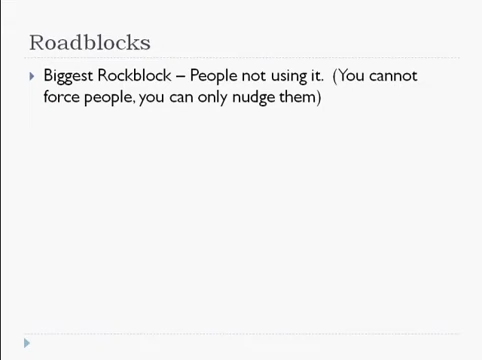 Roadblocks
Biggest Rockblock – People not using it. (You cannot
force people, you can only nudge them)